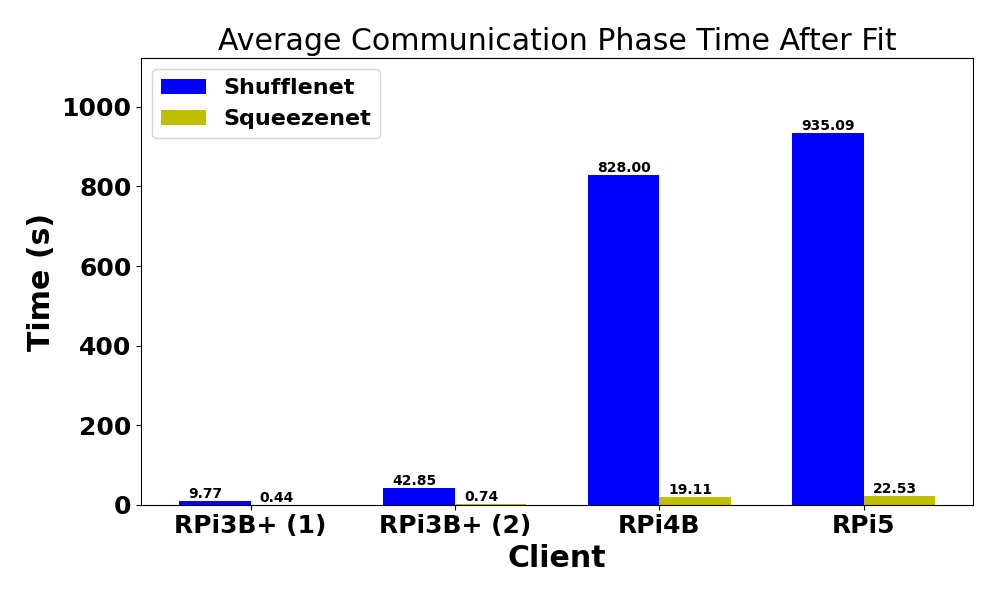 Average Communication Phase Time After Fit
Shufflenet
Squeezenet
Time (s)
1000
800
600
400
200
0
9.77
0.44
42.85
0.74
828.00
19.11
935.09
22.53
RPi3B+ (1)
RPi3B+ (2)
RPi4B
RPi5
Client